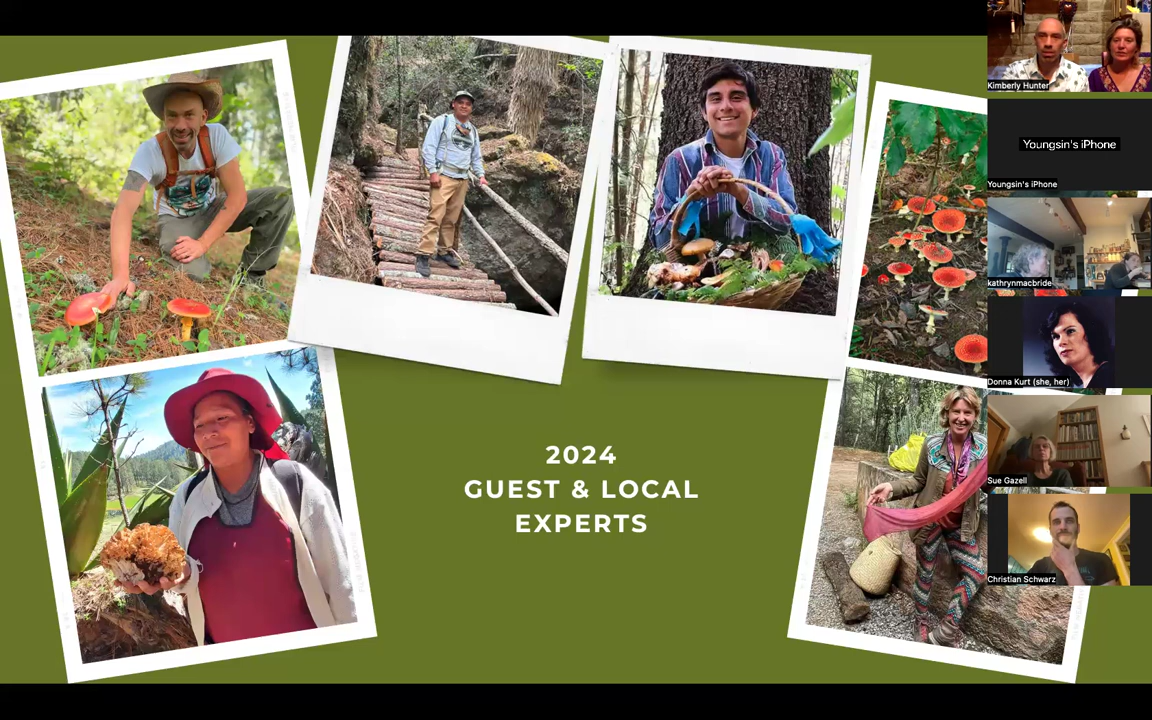 2024
GUEST & LOCAL
EXPERTS
Kimberly Hunter
Youngsin's iPhone
Youngsin's iPhone
kathrynmacbride
Donna Kurt (she, her)
Sue Gazell
Christian Schwarz